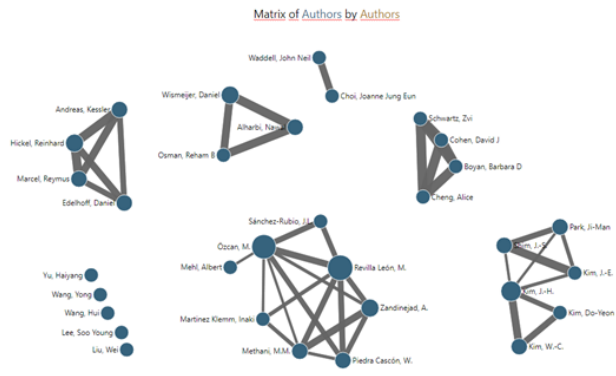 Matrix of Authors by Authors
Waddell, John Neil
Choi, Joanne Jung Eun
Wismeijer, Daniel
Alharbi, Naw
Osman, Reham B
Andreas, Kessler
Hickel, Reinhard
Marcel, Reymus
Edelhoff, Daniel
Schwartz, Zvi
Cohen, David J
Boyan, Barbara D
Cheng, Alice
Sánchez-Rubio, J.L.
Özcan, M.
Mehl, Albert
Revilla León, M.
Martínez Klemm, Inaki
Zandinejad, A.
Methani, M.M.
Piedra Cascón, W.
Park, Ji-Man
Kim, J.-E.
Kim, J.-H.
Kim, Do-Yeon
Kim, W.-C.
Yu, Haiyang
Wang, Yong
Wang, Hui
Lee, Soo Young
Liu, Wei